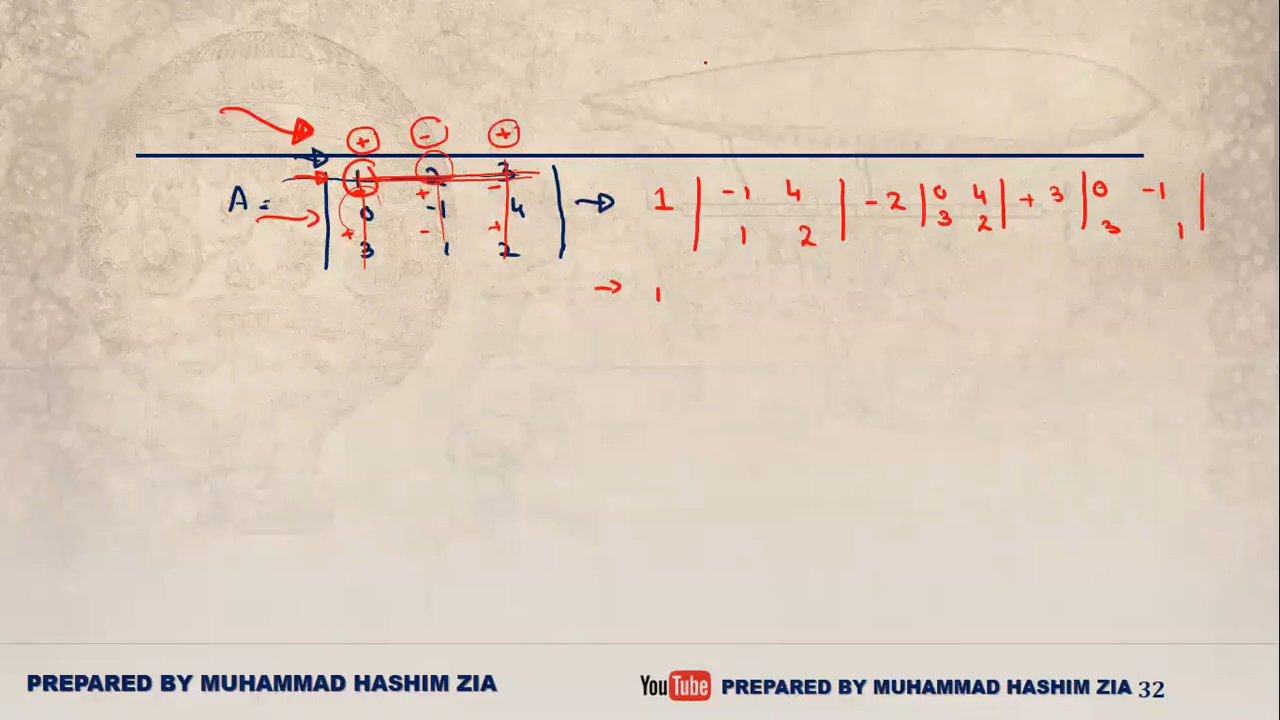 + - +
1 2 3
A = 0 -1 4 → 1 | -1 4 | - 2 | 0 4 | + 3 | 0 -1 |
3 1 2 | 1 2 | | 3 2 | | 3 1 |
+ - + - +
→ 1
PREPARED BY MUHAMMAD HASHIM ZIA
YouTube PREPARED BY MUHAMMAD HASHIM ZIA 32